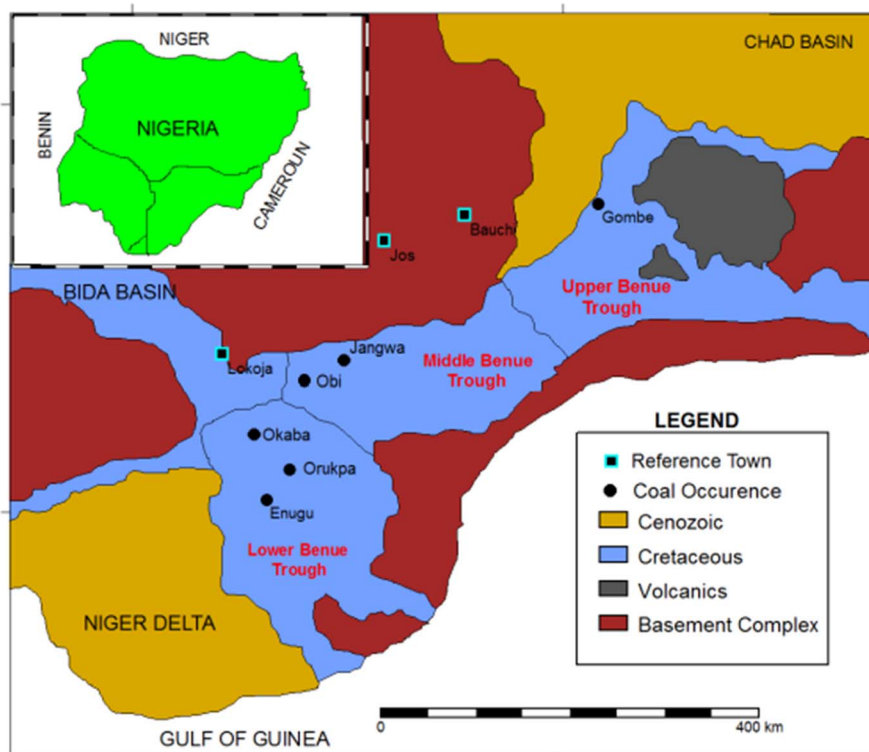 NIGER
BENIN
NIGERIA
CAMEROUN
CHAD BASIN
Gombe
Bauchi
Jos
Upper Benue
Trough
BIDA BASIN
Lokoja
Jangwa
Obi
Middle Benue
Trough
Okaba
Orukpa
Enugu
Lower Benue
Trough
NIGER DELTA
GULF OF GUINEA
LEGEND
Reference Town
Coal Occurence
Cenozoic
Cretaceous
Volcanics
Basement Complex
0
400 km